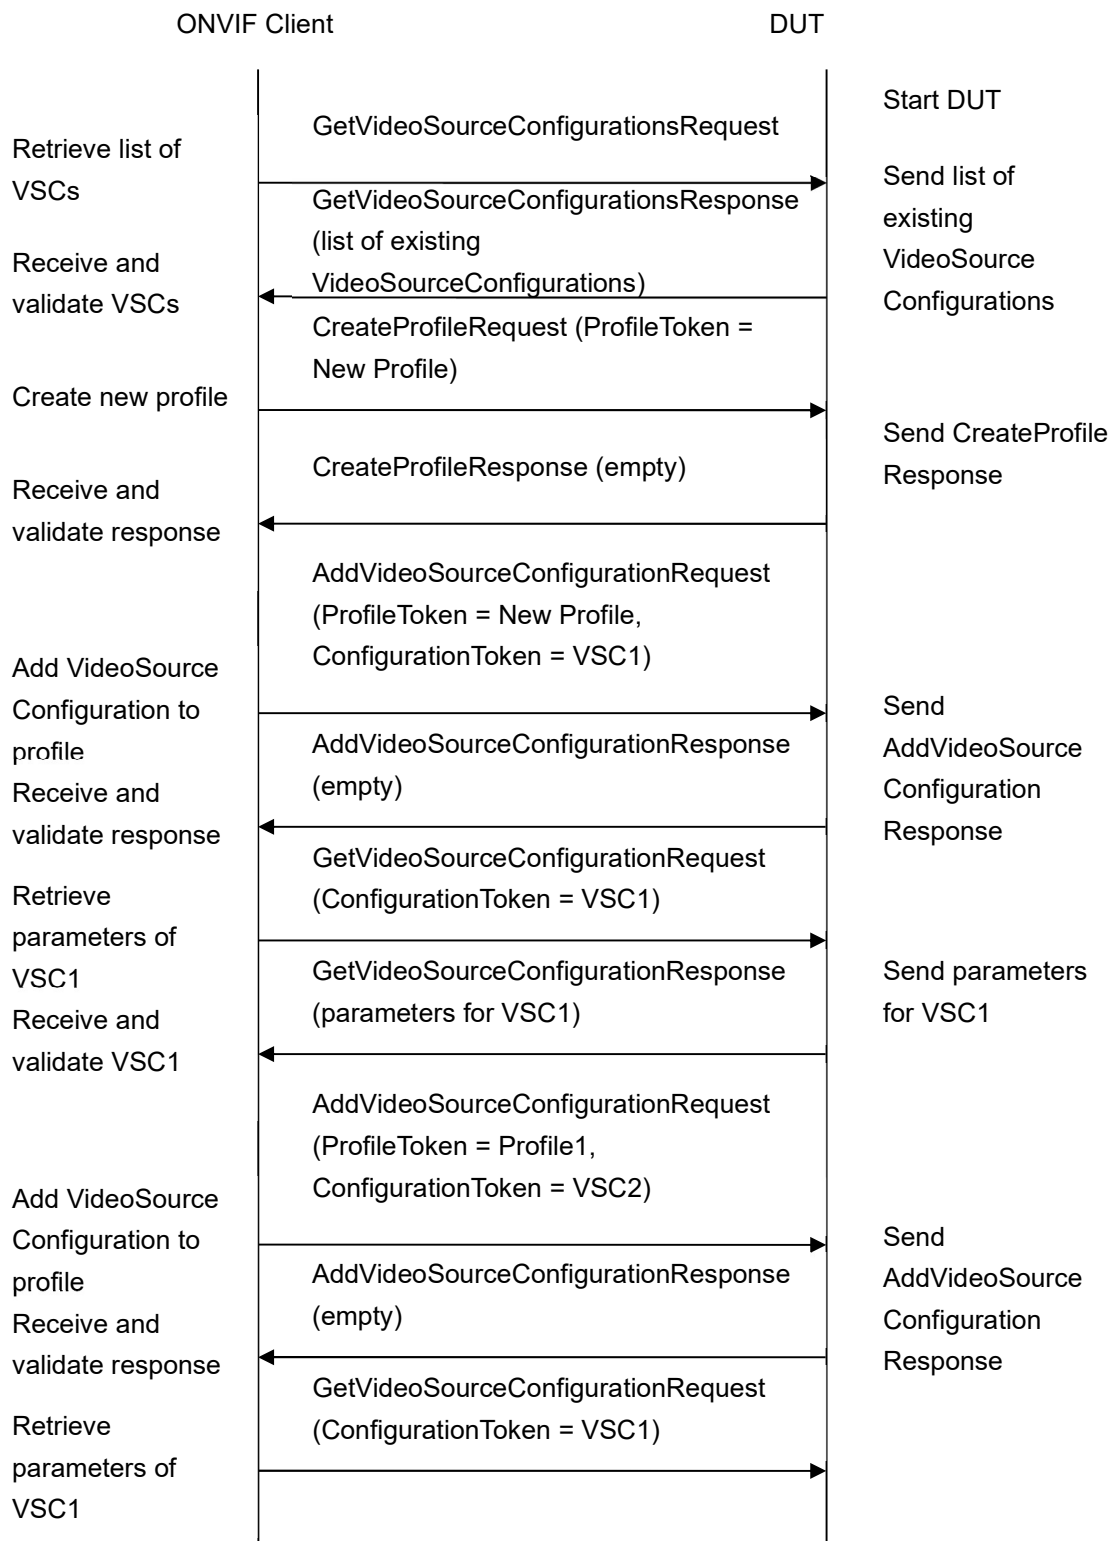 ONVIF Client
DUT
Start DUT
GetVideoSourceConfigurationsRequest
Retrieve list of
VSCs
Send list of
existing
VideoSource
Configurations
GetVideoSourceConfigurationsResponse
(list of existing
VideoSourceConfigurations)
Receive and
validate VSCs
CreateProfileRequest (ProfileToken =
New Profile)
Create new profile
Send CreateProfile
Response
CreateProfileResponse (empty)
Receive and
validate response
AddVideoSourceConfigurationRequest
(ProfileToken = New Profile,
ConfigurationToken = VSC1)
Add VideoSource
Configuration to
profile
Send
AddVideoSource
Configuration
Response
AddVideoSourceConfigurationResponse
(empty)
Receive and
validate response
GetVideoSourceConfigurationRequest
(ConfigurationToken = VSC1)
Retrieve
parameters of
VSC1
Send parameters
for VSC1
GetVideoSourceConfigurationResponse
(parameters for VSC1)
Receive and
validate VSC1
AddVideoSourceConfigurationRequest
(ProfileToken = Profile1,
ConfigurationToken = VSC2)
Add VideoSource
Configuration to
profile
Send
AddVideoSource
Configuration
Response
AddVideoSourceConfigurationResponse
(empty)
Receive and
validate response
GetVideoSourceConfigurationRequest
(ConfigurationToken = VSC1)
Retrieve
parameters of
VSC1